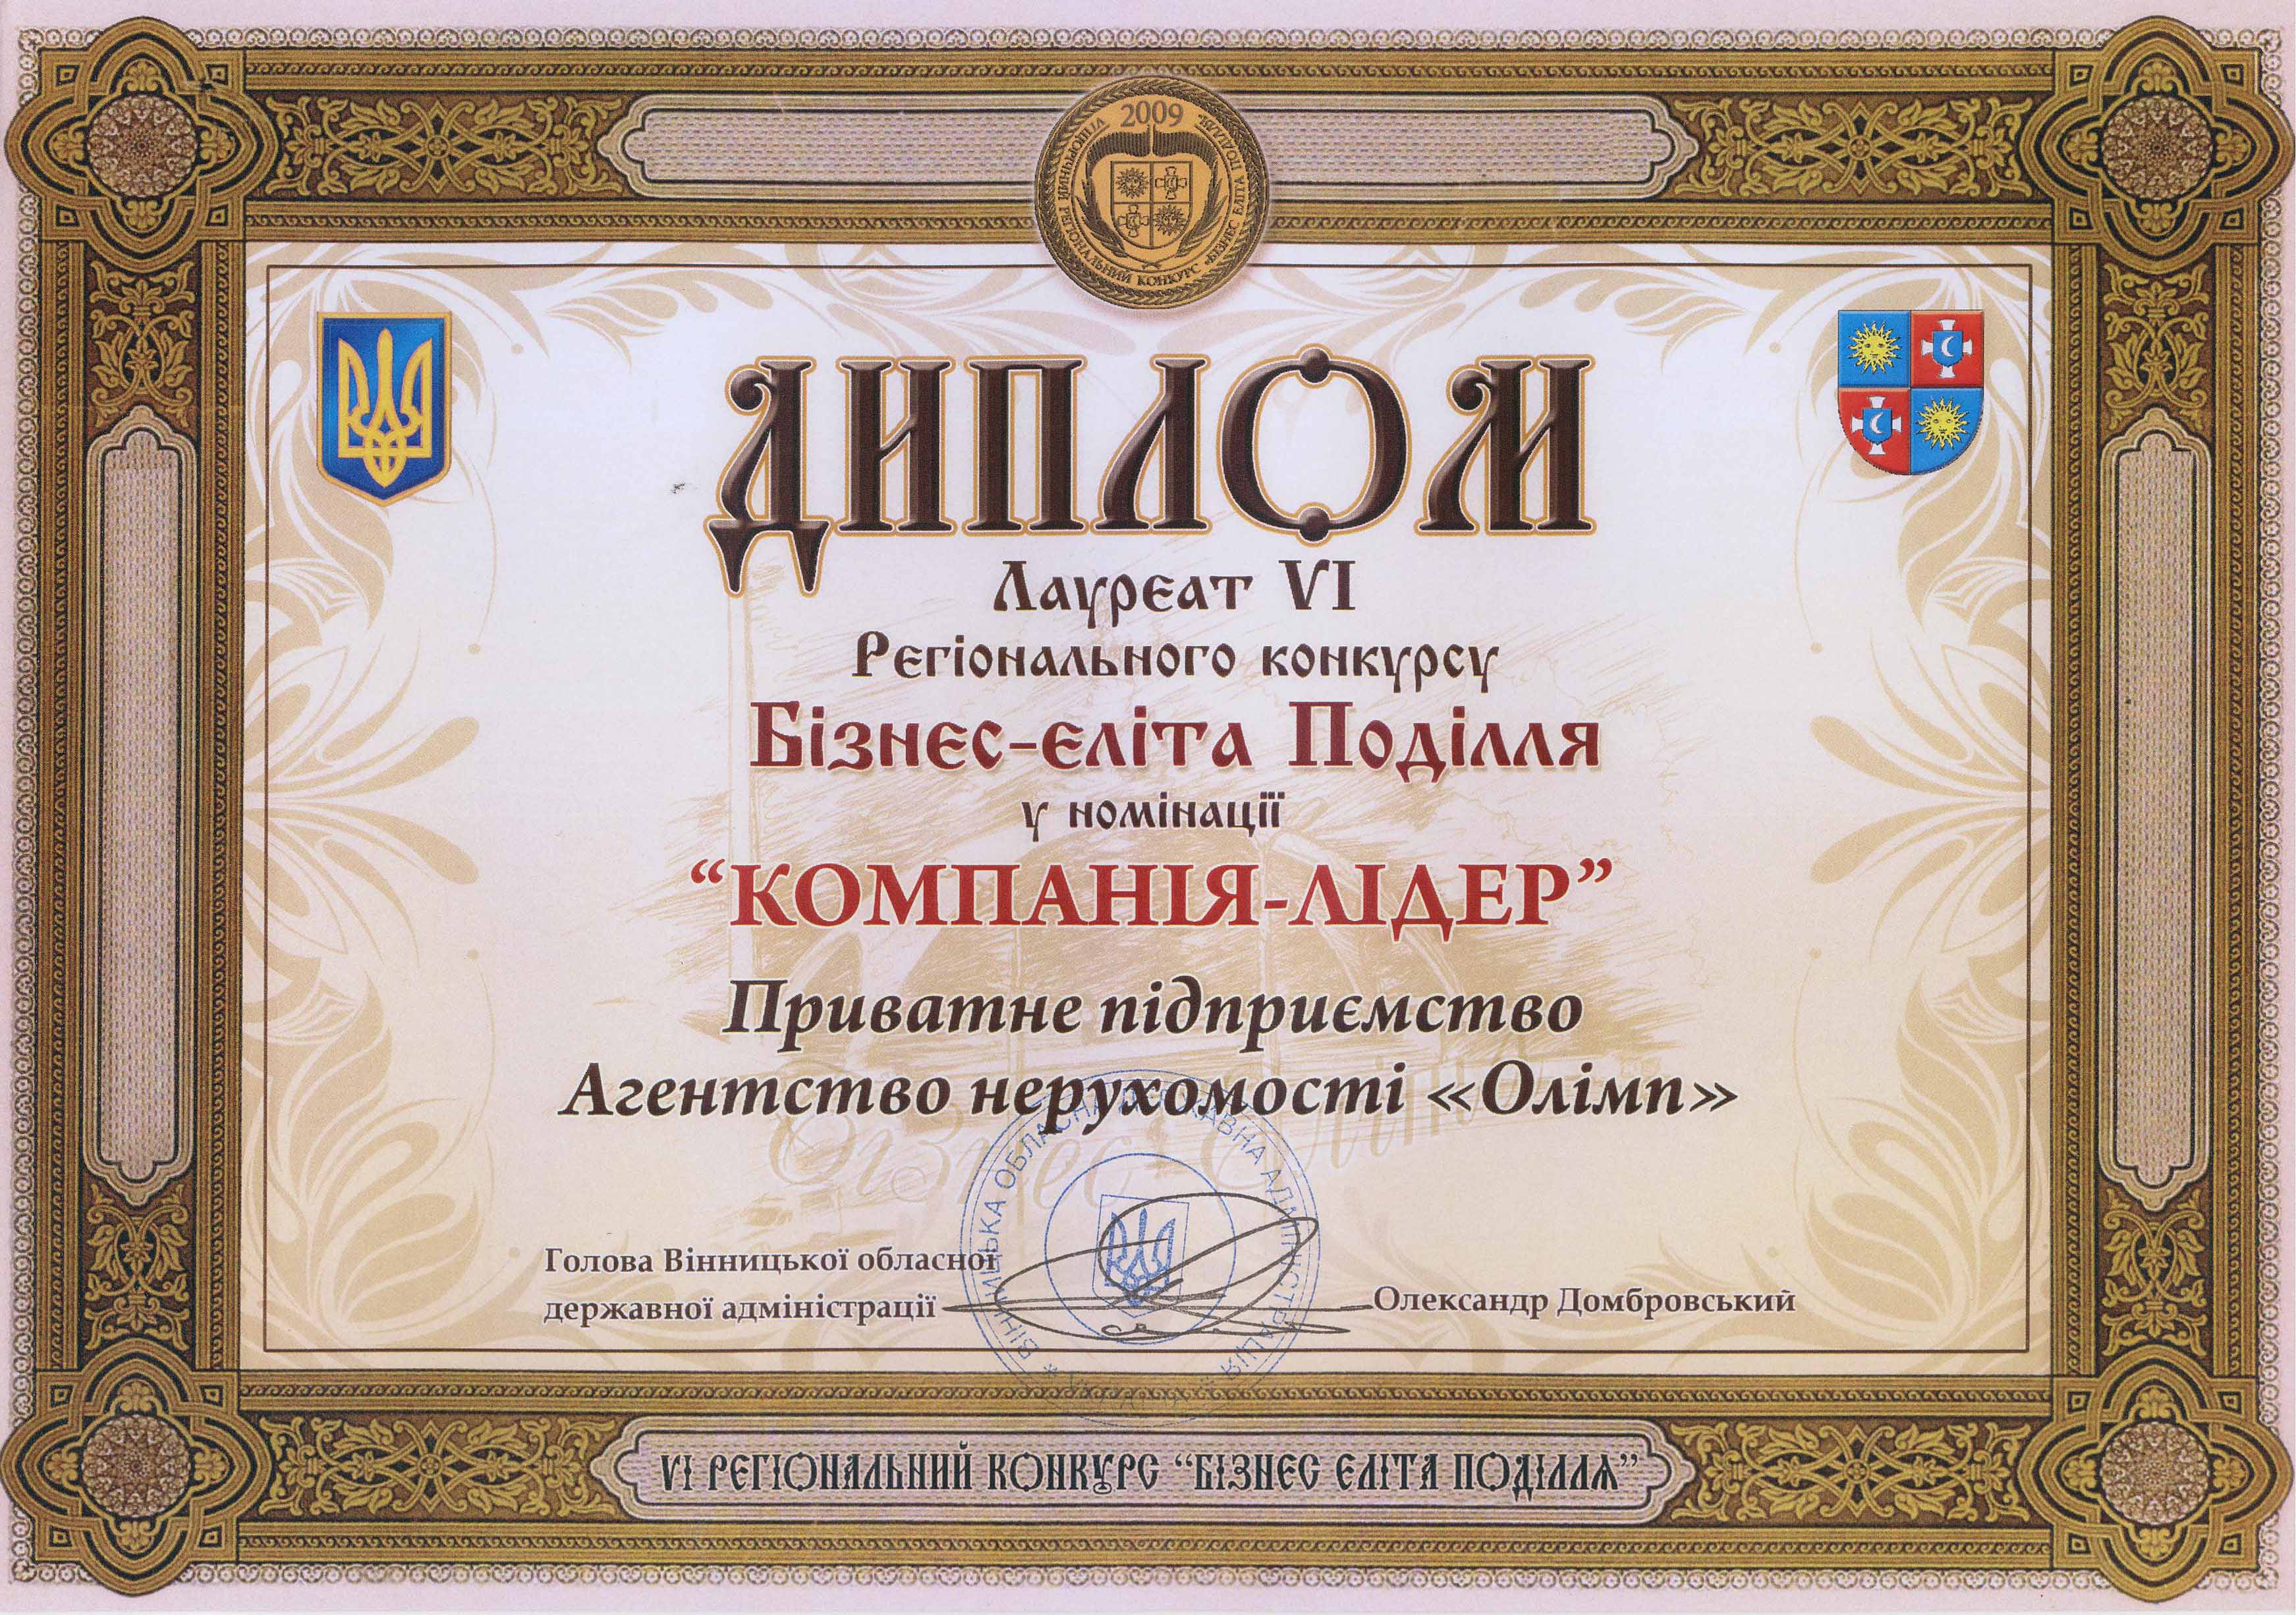 2009
РЕГІОНАЛЬНИЙ КОНКУРС «БІЗНЕС ЕЛІТА ПОДІЛЛЯ»
ДИПЛОМ
Лауреат VI
Регіонального конкурсу
Бізнес-еліта Поділля
у номінації
“КОМПАНІЯ-ЛІДЕР”
Приватне підприємство
Агентство нерухомості «Олімп»
Голова Вінницької обласної
державної адміністрації
Олександр Домбровський
ВІННИЦЬКА ОБЛАСНА ДЕРЖАВНА АДМІНІСТРАЦІЯ * УКРАЇНА *
VI РЕГІОНАЛЬНИЙ КОНКУРС “БІЗНЕС ЕЛІТА ПОДІЛЛЯ”